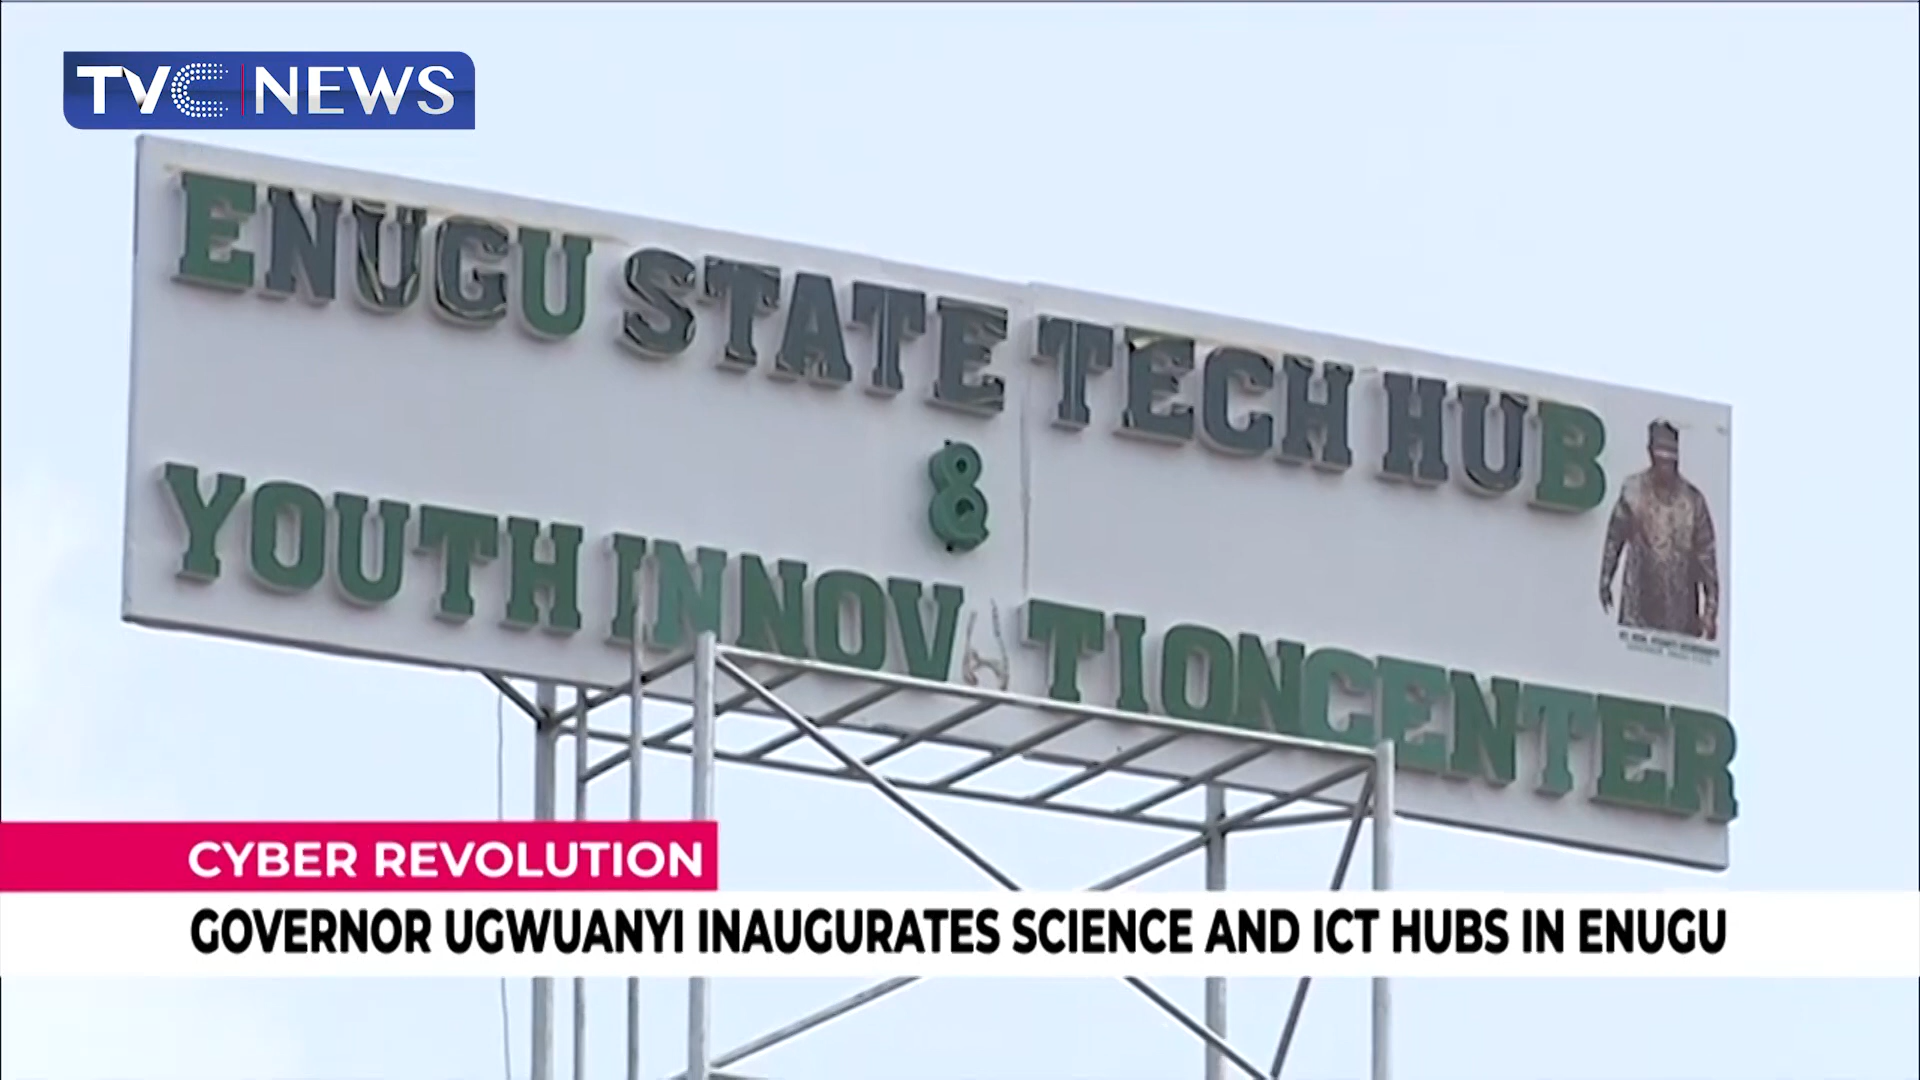 TVC NEWS
ENUGU STATE TECH HUB
&
YOUTH INNOV TIONCENTER
CYBER REVOLUTION
GOVERNOR UGWUANYI INAUGURATES SCIENCE AND ICT HUBS IN ENUGU